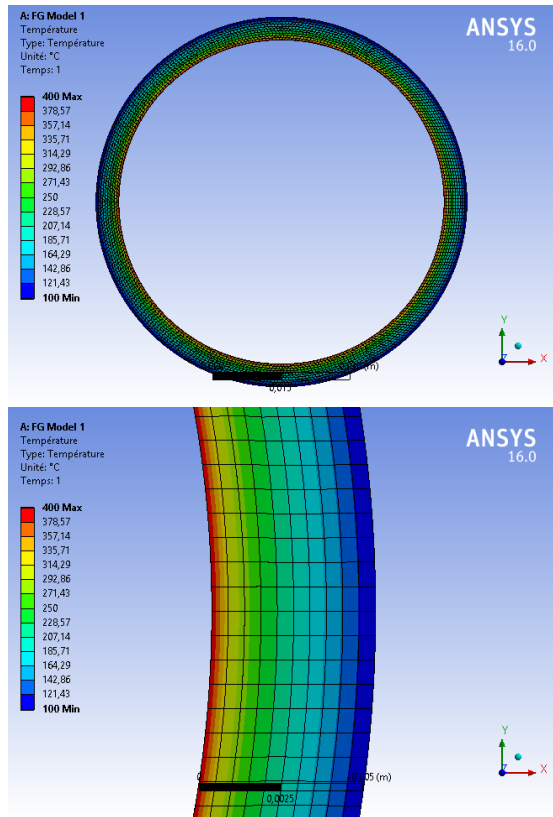 A: FG Model 1
Température
Type: Température
Unité: °C
Temps: 1
ANSYS
16.0
400 Max
378,57
357,14
335,71
314,29
292,86
271,43
250
228,57
207,14
185,71
164,29
142,86
121,43
100 Min
(m)
0,015
Y
Z
X
A: FG Model 1
Température
Type: Température
Unité: °C
Temps: 1
ANSYS
16.0
400 Max
378,57
357,14
335,71
314,29
292,86
271,43
250
228,57
207,14
185,71
164,29
142,86
121,43
100 Min
0,005 (m)
0,0025
Y
Z
X